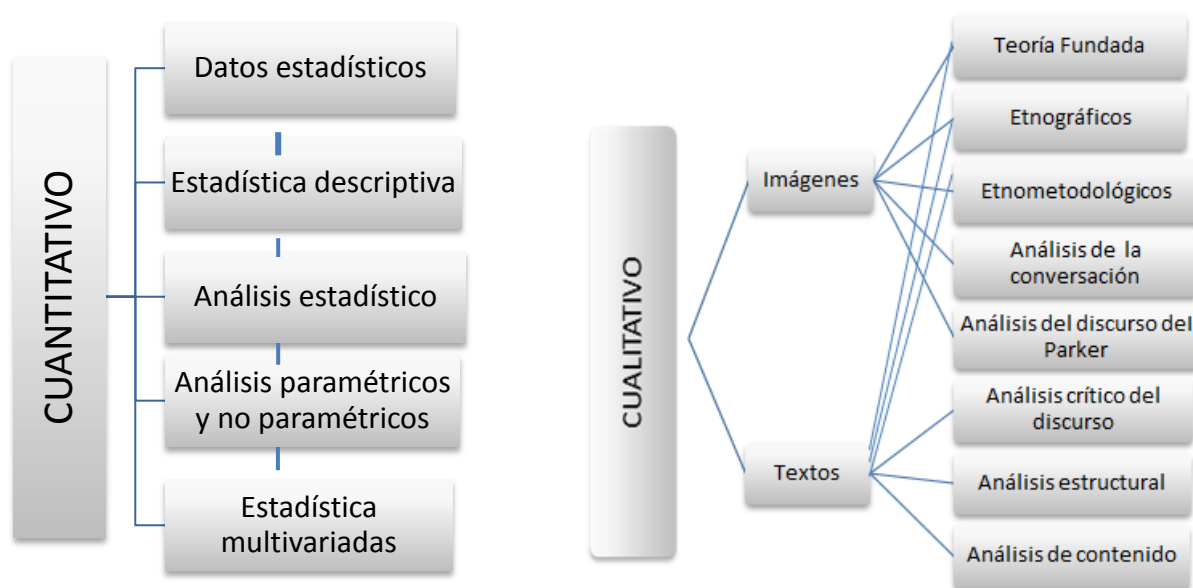 CUANTITATIVO
Datos estadísticos
Estadística descriptiva
Análisis estadístico
Análisis paramétricos
y no paramétricos
Estadística
multivariadas
CUALITATIVO
Imágenes
Textos
Teoría Fundada
Etnográficos
Etnometodológicos
Análisis de la
conversación
Análisis del discurso del
Parker
Análisis crítico del
discurso
Análisis estructural
Análisis de contenido